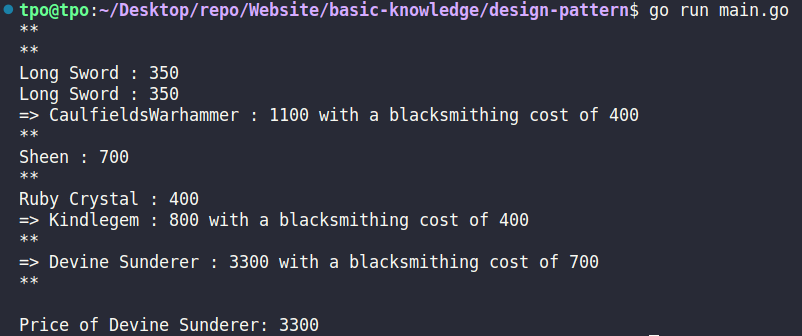 tpo@tpo:~/Desktop/repo/Website/basic-knowledge/design-pattern$ go run main.go
**
**
Long Sword : 350
Long Sword : 350
=> CaulfieldsWarhammer : 1100 with a blacksmithing cost of 400
**
Sheen : 700
**
Ruby Crystal : 400
=> Kindlegem : 800 with a blacksmithing cost of 400
**
=> Devine Sunderer : 3300 with a blacksmithing cost of 700
**
Price of Devine Sunderer: 3300